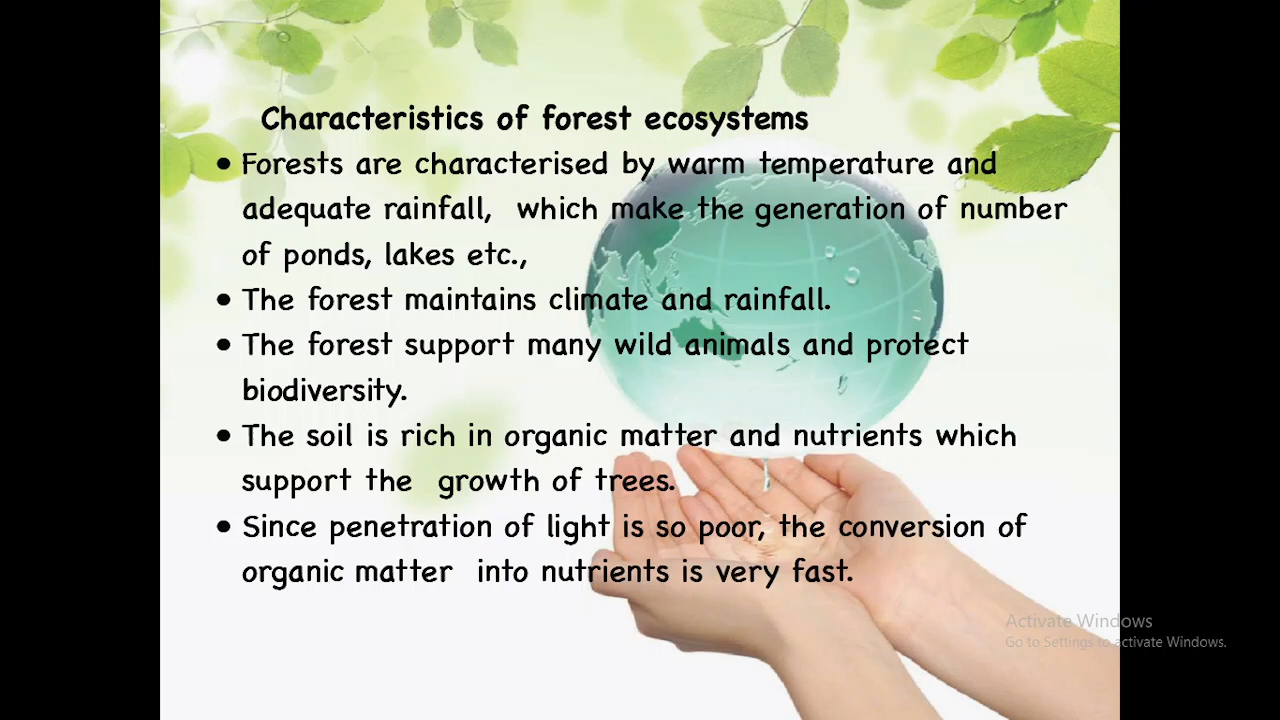 Characteristics of forest ecosystems
• Forests are characterised by warm temperature and
adequate rainfall, which make the generation of number
of ponds, lakes etc.,
• The forest maintains climate and rainfall.
• The forest support many wild animals and protect
biodiversity.
• The soil is rich in organic matter and nutrients which
support the growth of trees.
• Since penetration of light is so poor, the conversion of
organic matter into nutrients is very fast.
Activate Windows
Go to Settings to activate Windows.